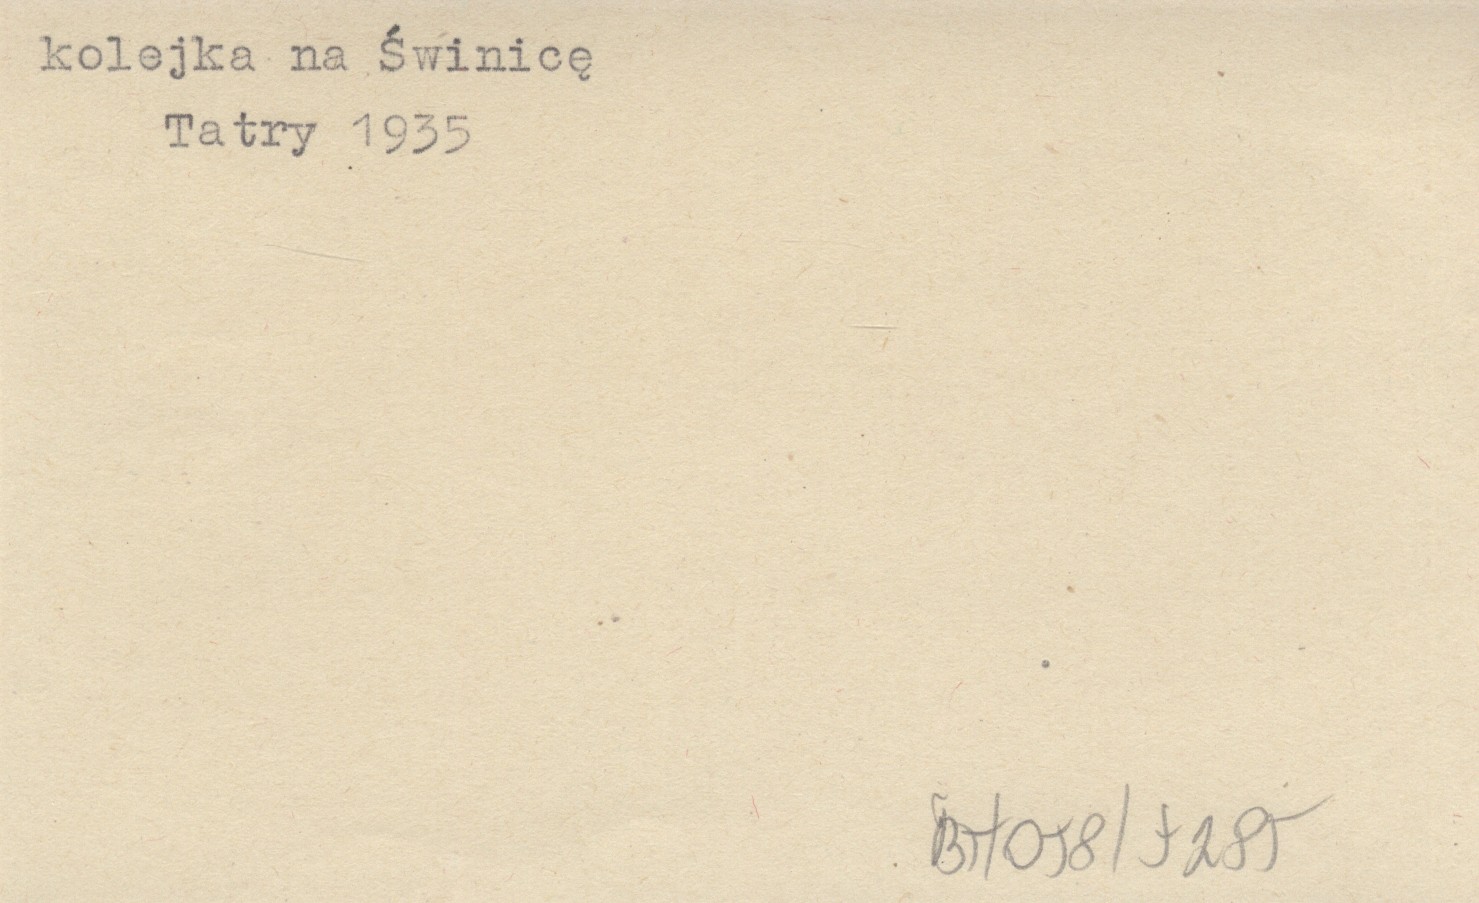 kolejka na Świnicę
Tatry 1935